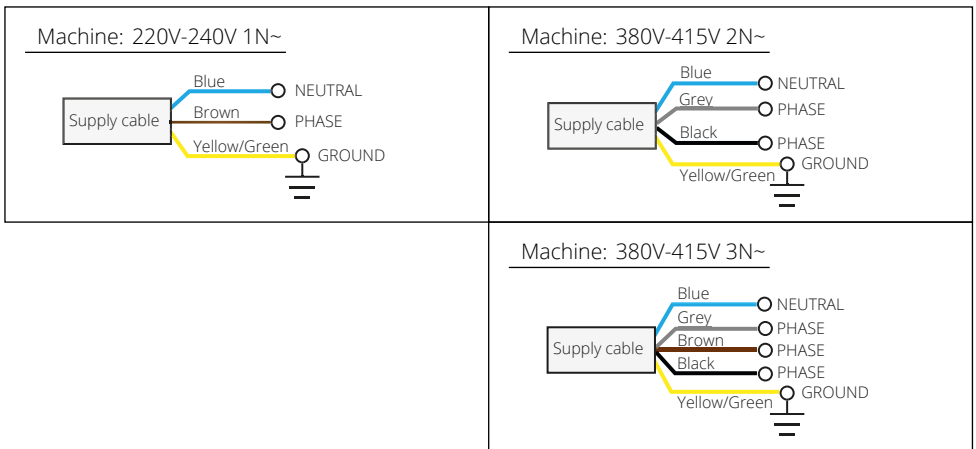 Machine: 220V-240V 1N~
Blue
NEUTRAL
Supply cable
Brown
PHASE
Yellow/Green
GROUND
Machine: 380V-415V 2N~
Blue
NEUTRAL
Grey
PHASE
Supply cable
Black
PHASE
GROUND
Yellow/Green
Machine: 380V-415V 3N~
Blue
NEUTRAL
Grey
PHASE
Supply cable
Brown
PHASE
Black
PHASE
Yellow/Green
GROUND